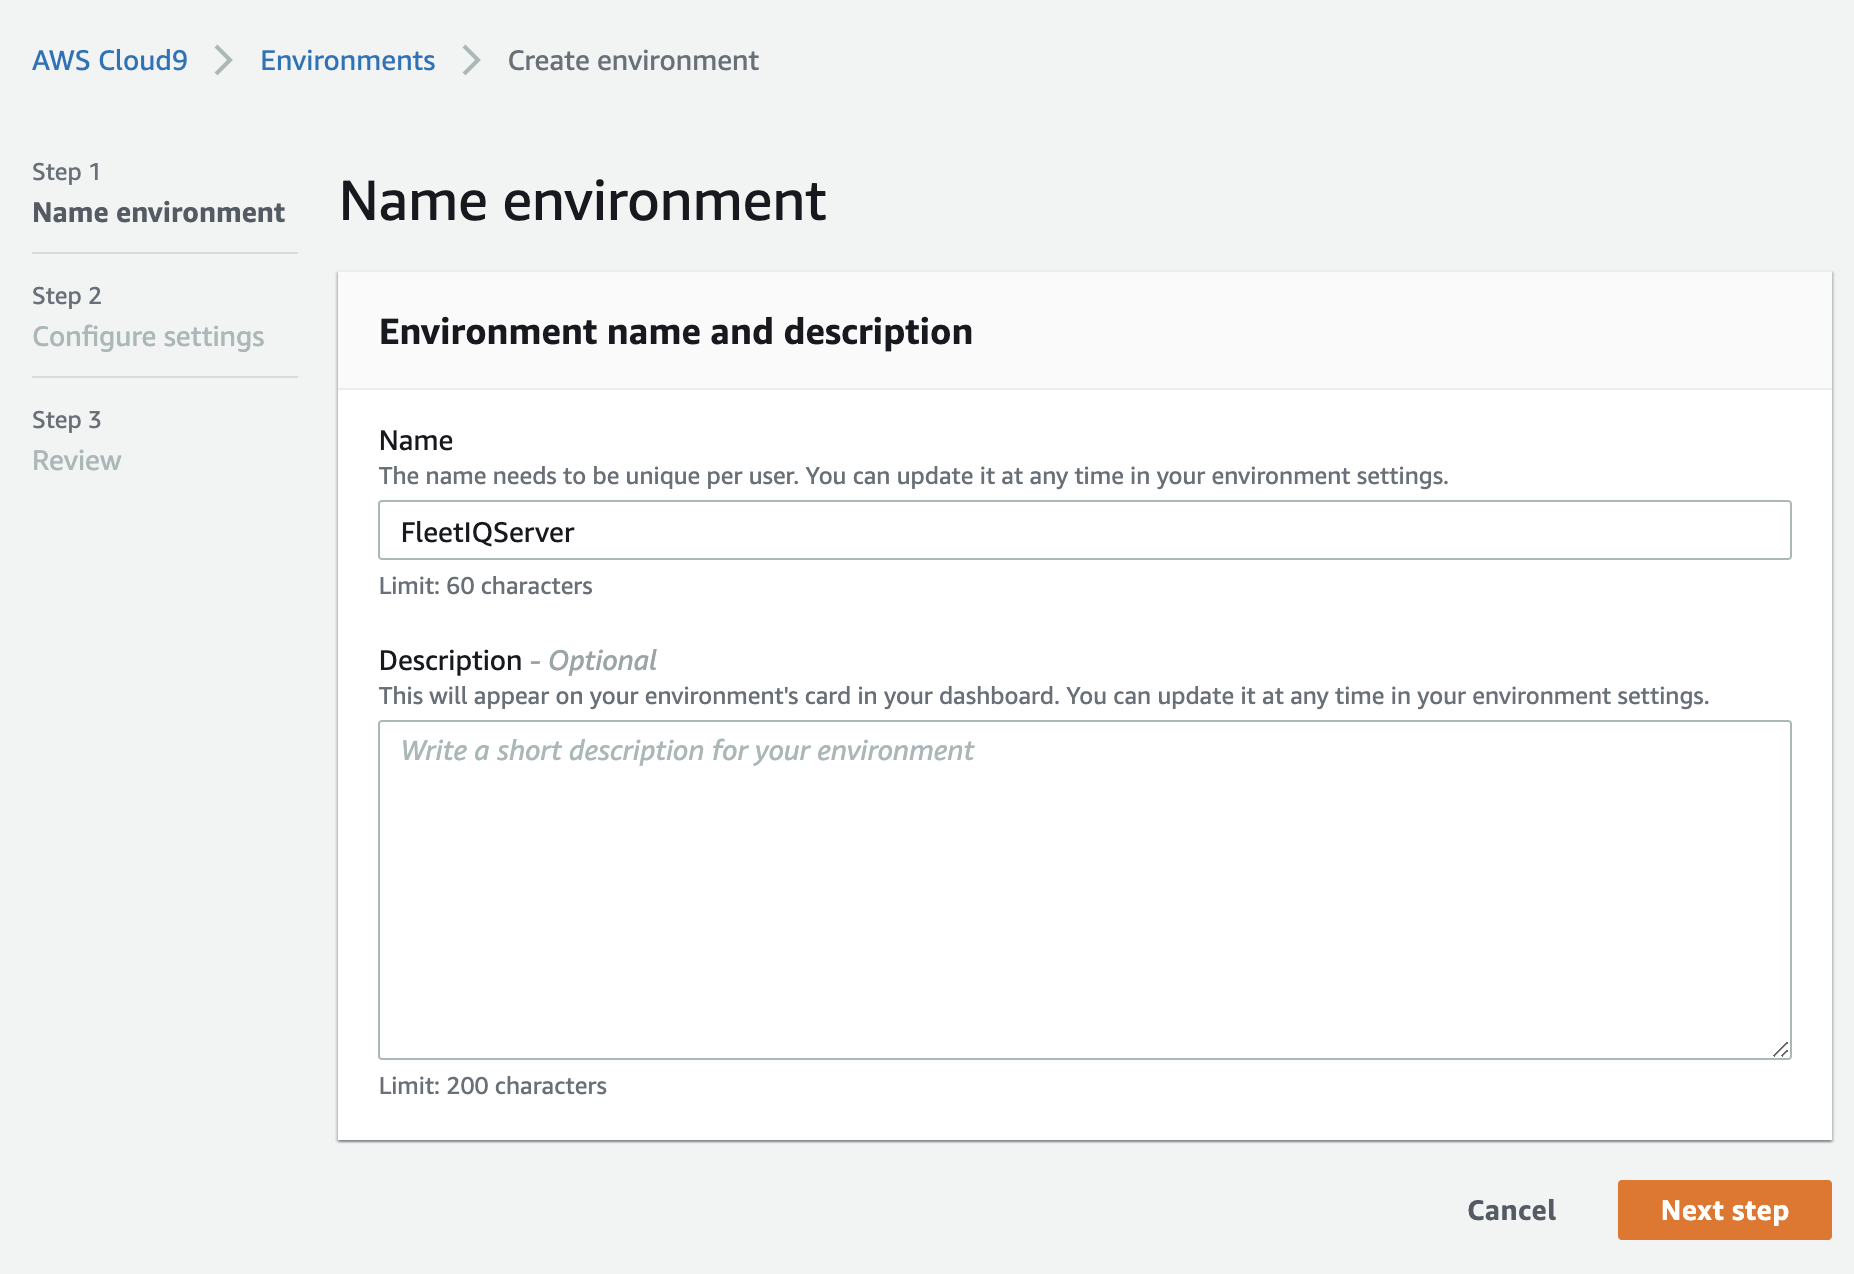 AWS Cloud9 > Environments > Create environment
Step 1
Name environment
Step 2
Configure settings
Step 3
Review
Name environment
Environment name and description
Name
The name needs to be unique per user. You can update it at any time in your environment settings.
FleetIQServer
Limit: 60 characters
Description - Optional
This will appear on your environment's card in your dashboard. You can update it at any time in your environment settings.
Write a short description for your environment
Limit: 200 characters
Cancel
Next step